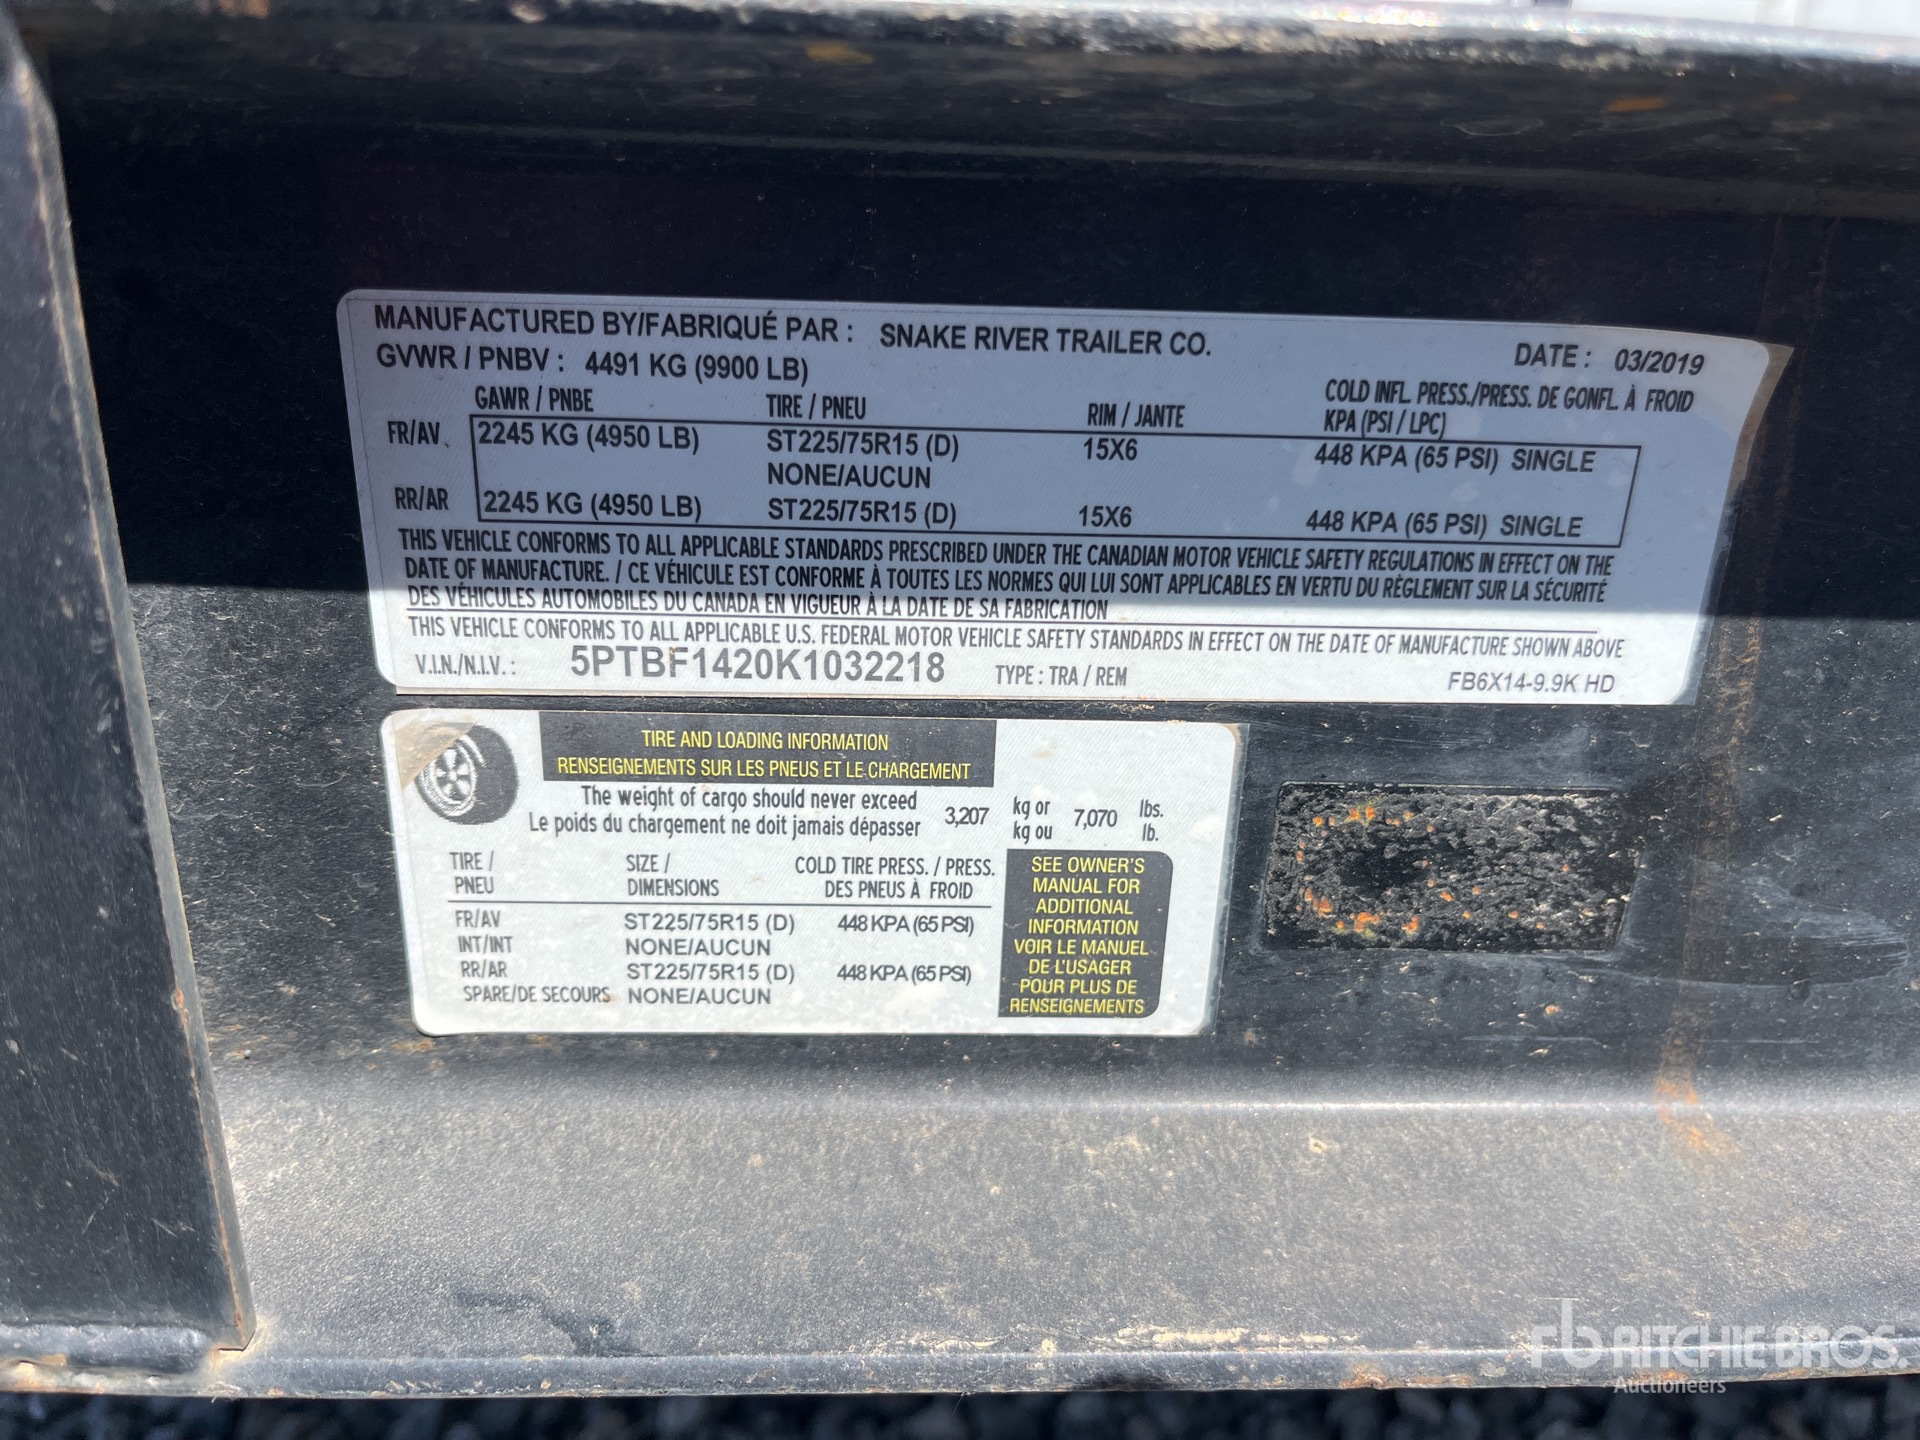 MANUFACTURED BY/FABRIQUÉ PAR : SNAKE RIVER TRAILER CO. DATE : 03/2019
GVWR / PNBV : 4491 KG (9900 LB)
GAWR / PNBE TIRE / PNEU RIM / JANTE COLD INFL. PRESS./PRESS. DE GONFL. À FROID
KPA (PSI / LPC)
FR/AV. 2245 KG (4950 LB) ST225/75R15 (D) 15X6 448 KPA (65 PSI) SINGLE
NONE/AUCUN
RR/AR 2245 KG (4950 LB) ST225/75R15 (D) 15X6 448 KPA (65 PSI) SINGLE
THIS VEHICLE CONFORMS TO ALL APPLICABLE STANDARDS PRESCRIBED UNDER THE CANADIAN MOTOR VEHICLE SAFETY REGULATIONS IN EFFECT ON THE
DATE OF MANUFACTURE. / CE VÉHICULE EST CONFORME À TOUTES LES NORMES QUI LUI SONT APPLICABLES EN VERTU DU RÈGLEMENT SUR LA SÉCURITÉ
DES VÉHICULES AUTOMOBILES DU CANADA EN VIGUEUR À LA DATE DE SA FABRICATION
THIS VEHICLE CONFORMS TO ALL APPLICABLE U.S. FEDERAL MOTOR VEHICLE SAFETY STANDARDS IN EFFECT ON THE DATE OF MANUFACTURE SHOWN ABOVE
V.I.N./N.I.V. : 5PTBF1420K1032218 TYPE : TRA / REM FB6X14-9.9K HD
TIRE AND LOADING INFORMATION
RENSEIGNEMENTS SUR LES PNEUS ET LE CHARGEMENT
The weight of cargo should never exceed 3,207 kg or 7,070 lbs.
Le poids du chargement ne doit jamais dépasser kg ou lb.
TIRE / SIZE / COLD TIRE PRESS. / PRESS.
PNEU DIMENSIONS DES PNEUS À FROID
FR/AV ST225/75R15 (D) 448 KPA (65 PSI)
INT/INT NONE/AUCUN
RR/AR ST225/75R15 (D) 448 KPA (65 PSI)
SPARE/DE SECOURS NONE/AUCUN
SEE OWNER'S
MANUAL FOR
ADDITIONAL
INFORMATION
VOIR LE MANUEL
DE L'USAGER
POUR PLUS DE
RENSEIGNEMENTS
rb RITCHIE BROS.
Auctioneers